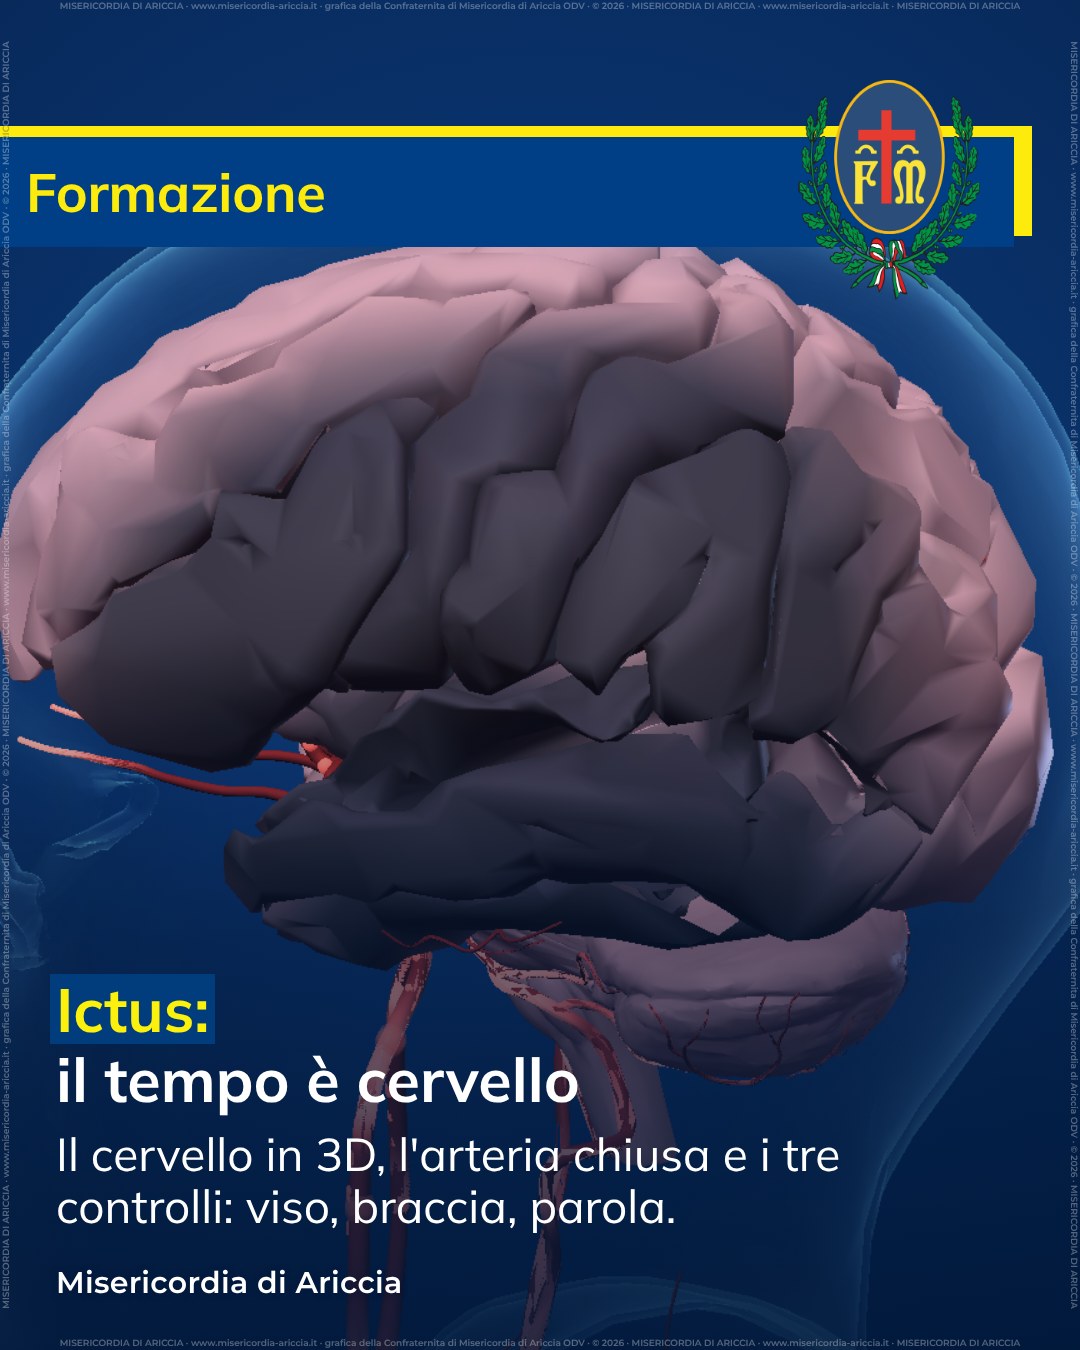 MISERICORDIA DI ARICCIA · www.misericordia-ariccia.it · grafica della Confraternita di Misericordia di Ariccia ODV · © 2026 · MISERICORDIA DI ARICCIA · www.misericordia-ariccia.it · MISERICORDIA DI ARICCIA
Formazione
F M
Ictus:
il tempo è cervello
Il cervello in 3D, l'arteria chiusa e i tre
controlli: viso, braccia, parola.
Misericordia di Ariccia
MISERICORDIA DI ARICCIA · www.misericordia-ariccia.it · grafica della Confraternita di Misericordia di Ariccia ODV · © 2026 · MISERICORDIA DI ARICCIA · www.misericordia-ariccia.it · MISERICORDIA DI ARICCIA